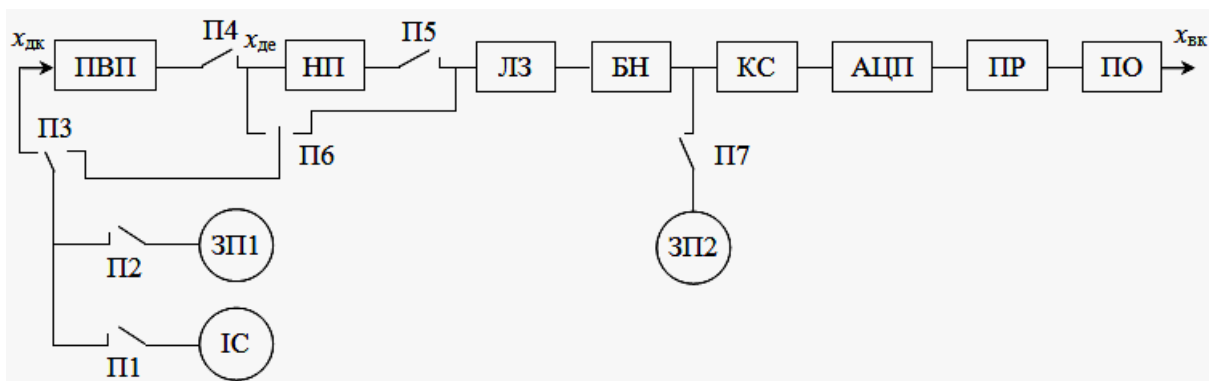 xдк
ПВП
П4
xде
НП
П5
ЛЗ
БН
КС
АЦП
ПР
ПО
xвк
П3
П6
П7
П2
ЗП1
ЗП2
П1
ІС